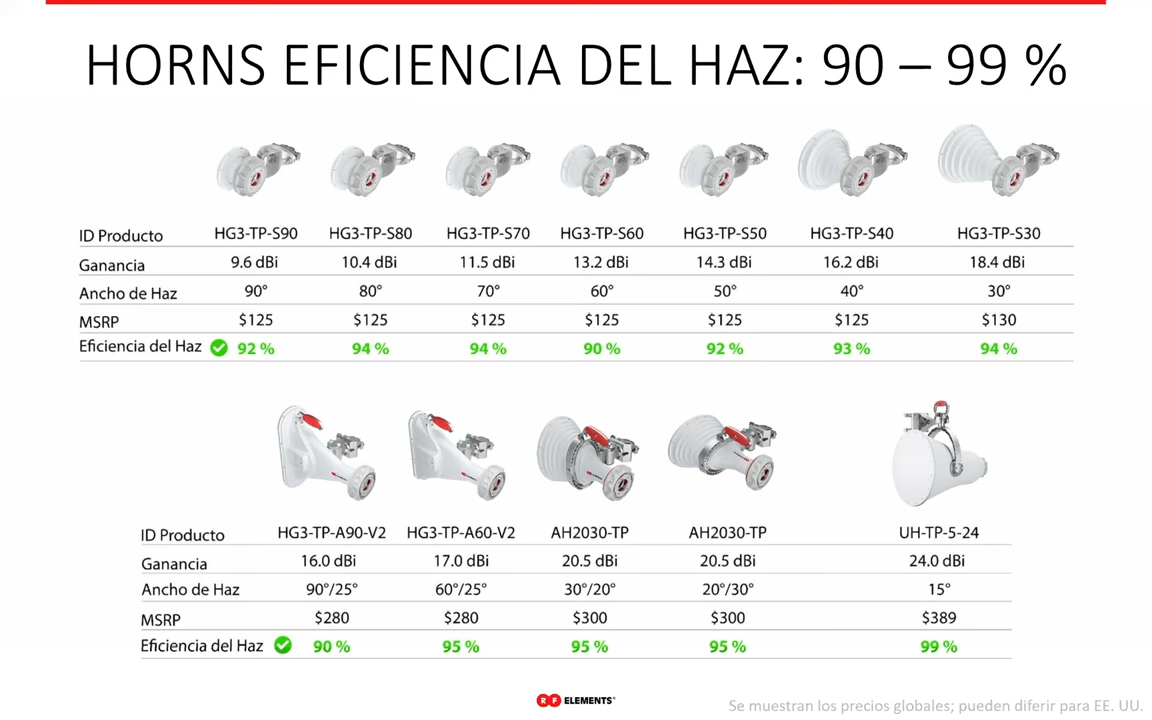 HORNS EFICIENCIA DEL HAZ: 90 – 99 %
ID Producto HG3-TP-S90 HG3-TP-S80 HG3-TP-S70 HG3-TP-S60 HG3-TP-S50 HG3-TP-S40 HG3-TP-S30
Ganancia 9.6 dBi 10.4 dBi 11.5 dBi 13.2 dBi 14.3 dBi 16.2 dBi 18.4 dBi
Ancho de Haz 90° 80° 70° 60° 50° 40° 30°
MSRP $125 $125 $125 $125 $125 $125 $130
Eficiencia del Haz 92 % 94 % 94 % 90 % 92 % 93 % 94 %
ID Producto HG3-TP-A90-V2 HG3-TP-A60-V2 AH2030-TP AH2030-TP UH-TP-5-24
Ganancia 16.0 dBi 17.0 dBi 20.5 dBi 20.5 dBi 24.0 dBi
Ancho de Haz 90°/25° 60°/25° 30°/20° 20°/30° 15°
MSRP $280 $280 $300 $300 $389
Eficiencia del Haz 90 % 95 % 95 % 95 % 99 %
RF ELEMENTS
Se muestran los precios globales; pueden diferir para EE. UU.